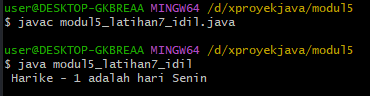 user@DESKTOP-GKBREAA MINGW64 /d/xproyekjava/modul5
$ javac modul5_latihan7_idil.java
user@DESKTOP-GKBREAA MINGW64 /d/xproyekjava/modul5
$ java modul5_latihan7_idil
Harike - 1 adalah hari Senin